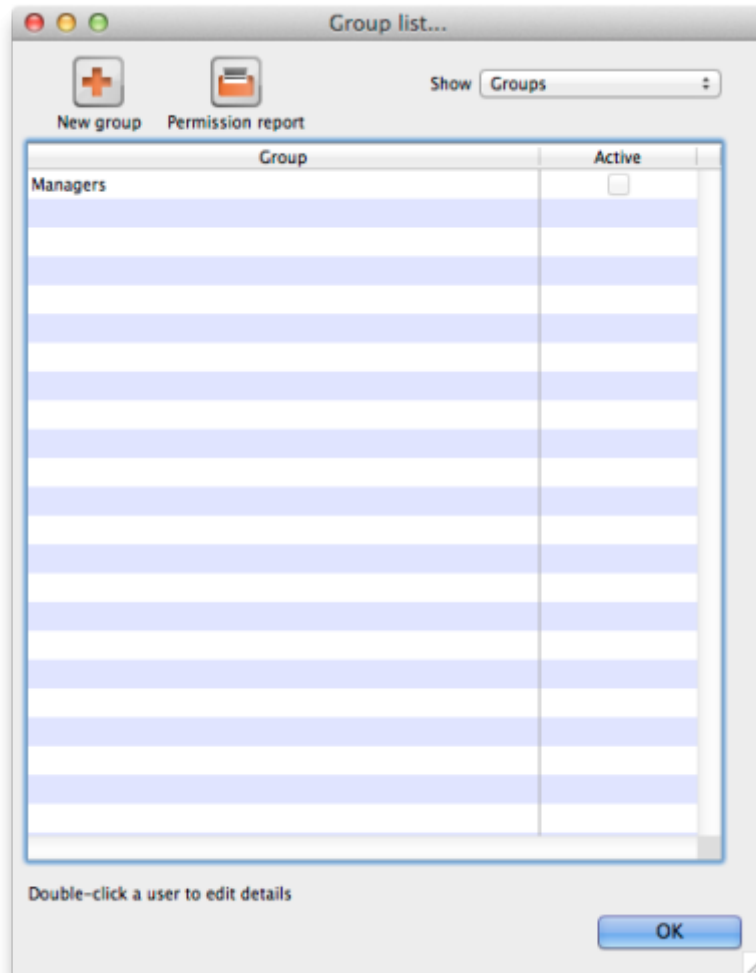 Group list...
Show Groups
New group Permission report
Group Active
Managers
Double-click a user to edit details
OK